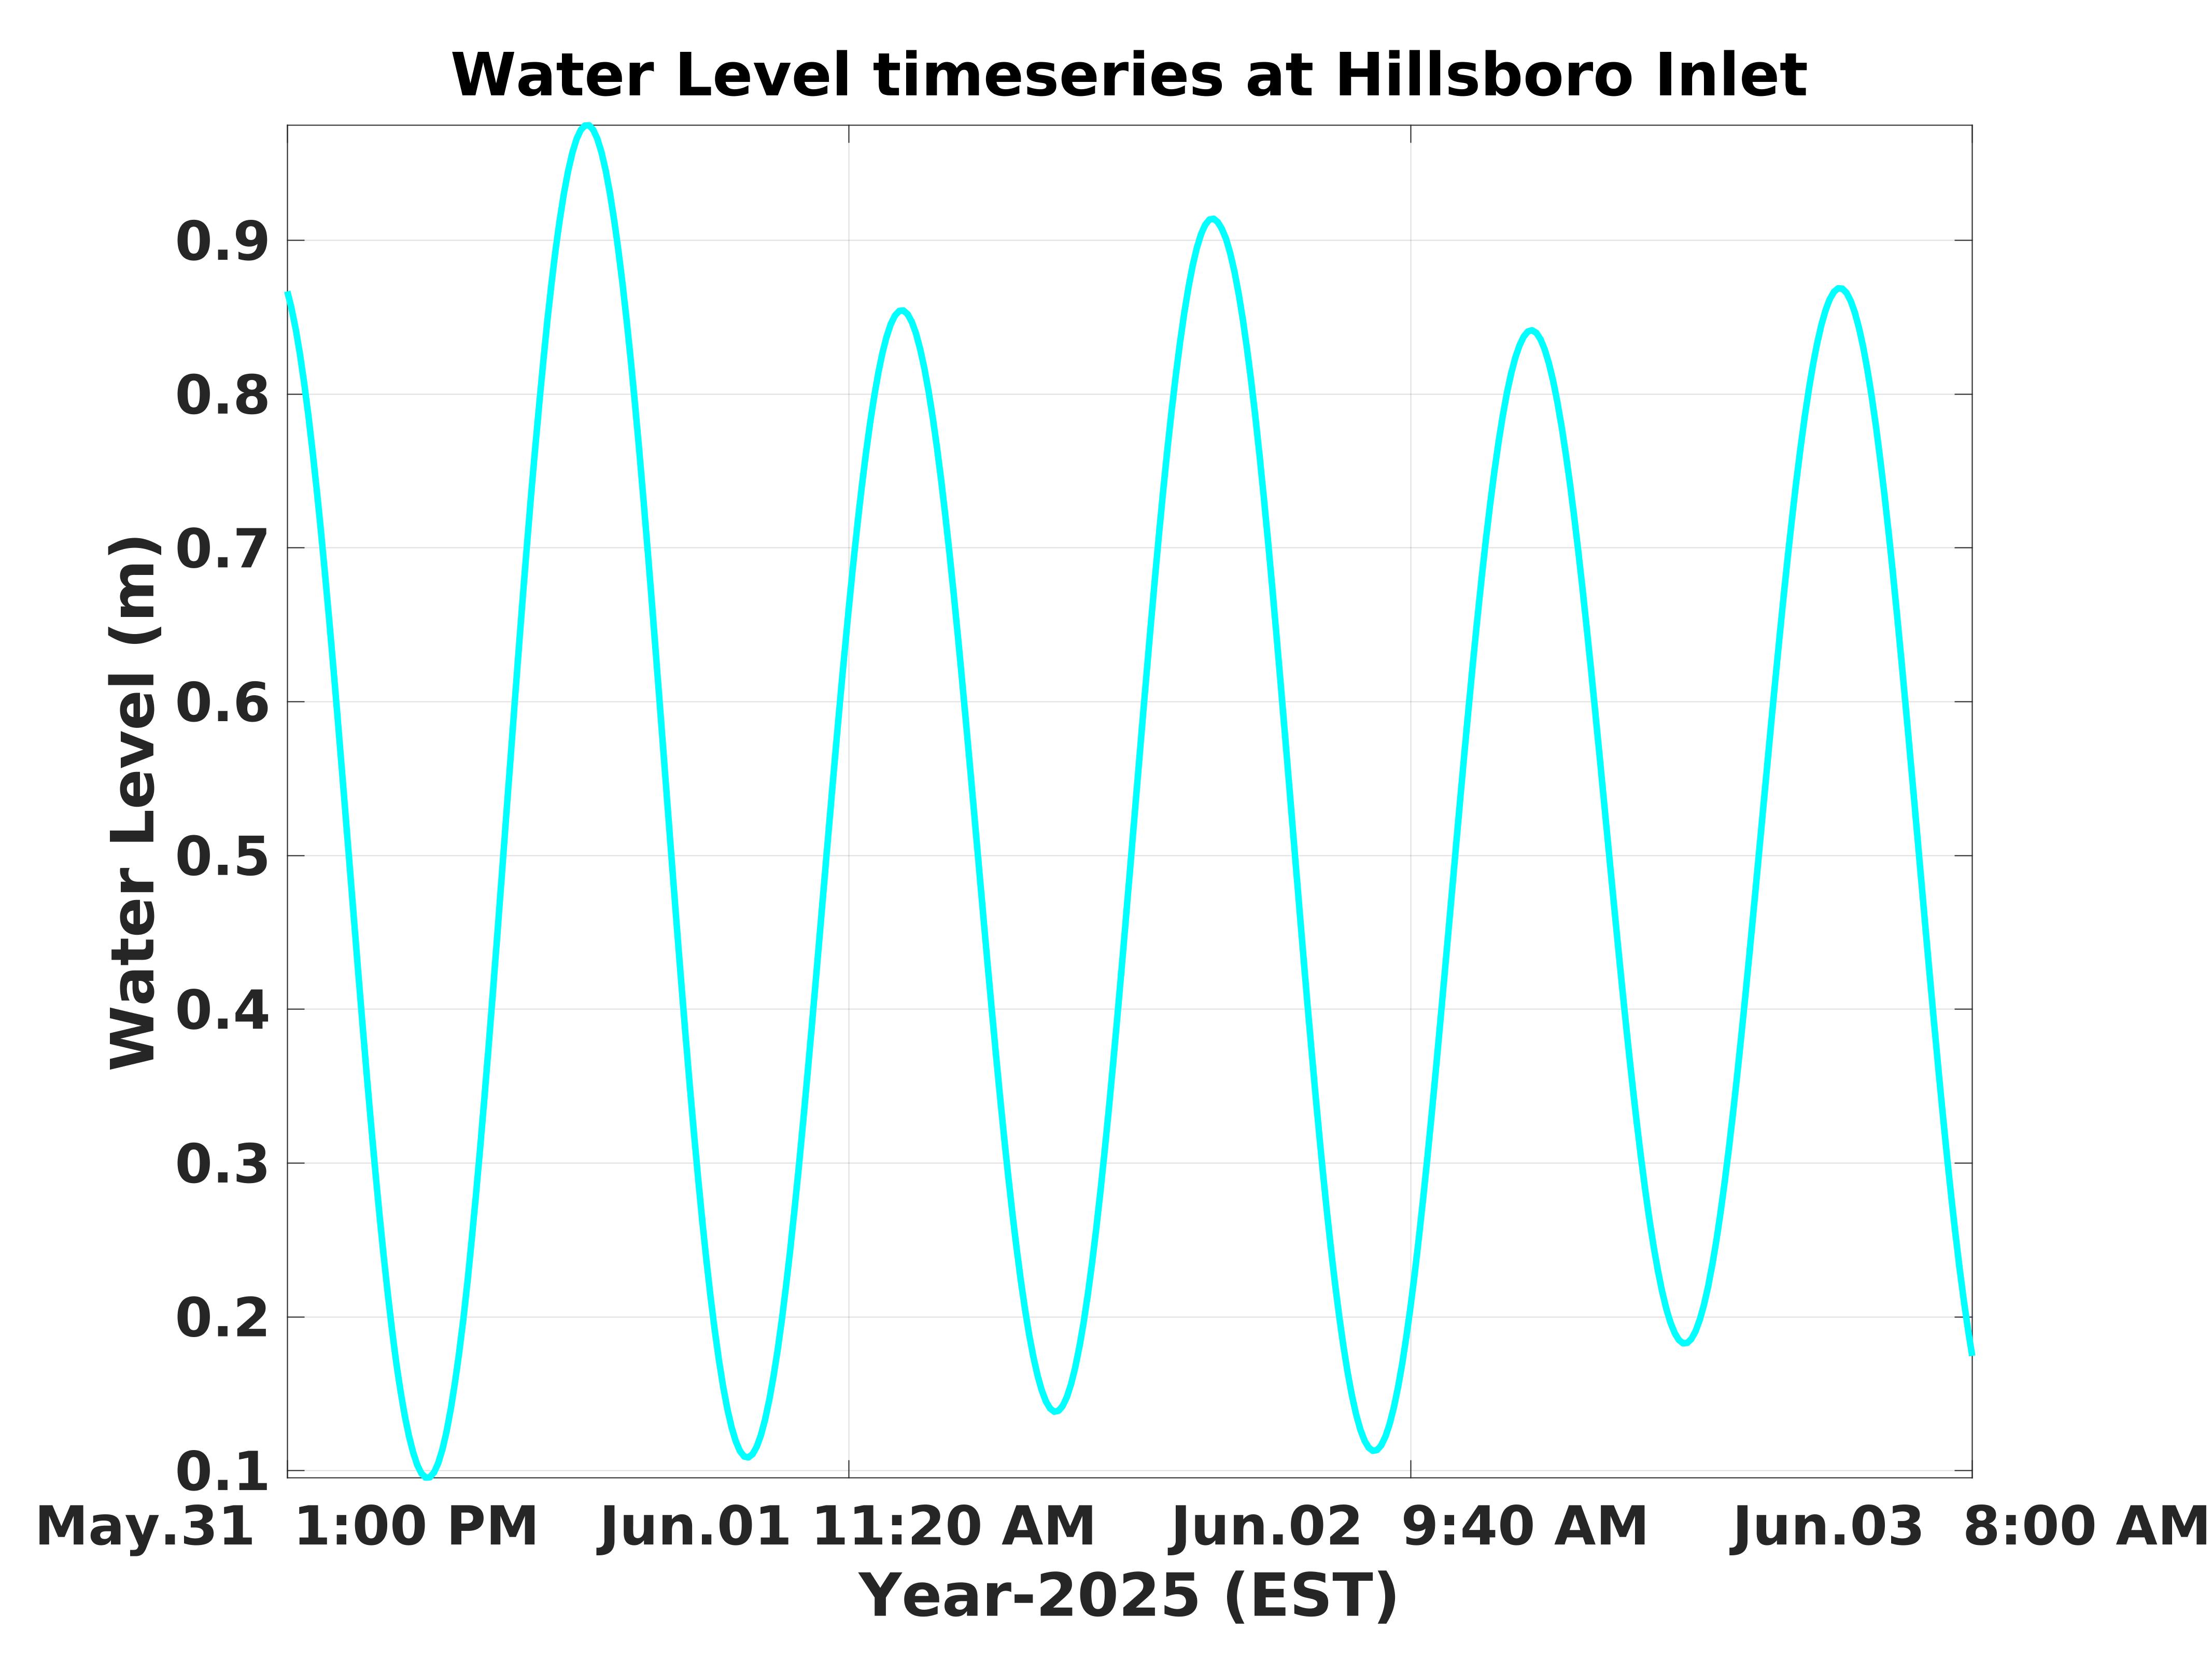 Water Level timeseries at Hillsboro Inlet
Water Level (m)
0.9
0.8
0.7
0.6
0.5
0.4
0.3
0.2
0.1
May.31 1:00 PM
Jun.01 11:20 AM
Jun.02 9:40 AM
Jun.03 8:00 AM
Year-2025 (EST)